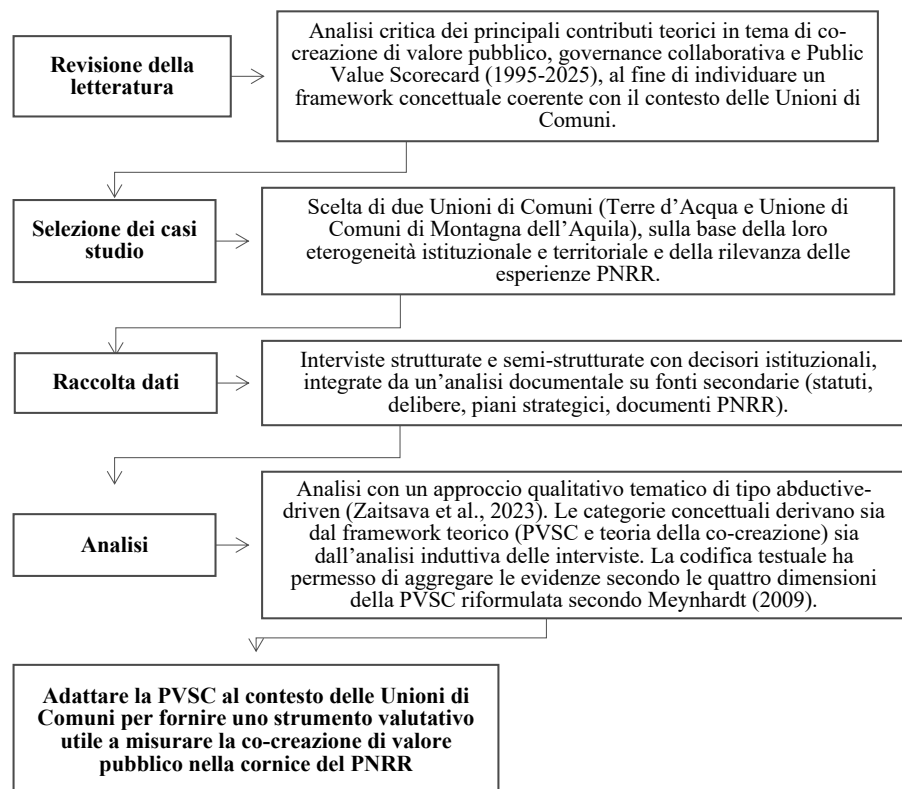 Revisione della
letteratura
Analisi critica dei principali contributi teorici in tema di co-
creazione di valore pubblico, governance collaborativa e Public
Value Scorecard (1995-2025), al fine di individuare un
framework concettuale coerente con il contesto delle Unioni di
Comuni.
Selezione dei casi
studio
Scelta di due Unioni di Comuni (Terre d’Acqua e Unione di
Comuni di Montagna dell’Aquila), sulla base della loro
eterogeneità istituzionale e territoriale e della rilevanza delle
esperienze PNRR.
Raccolta dati
Interviste strutturate e semi-strutturate con decisori istituzionali,
integrate da un’analisi documentale su fonti secondarie (statuti,
delibere, piani strategici, documenti PNRR).
Analisi
Analisi con un approccio qualitativo tematico di tipo abductive-
driven (Zaitsava et al., 2023). Le categorie concettuali derivano sia
dal framework teorico (PVSC e teoria della co-creazione) sia
dall’analisi induttiva delle interviste. La codifica testuale ha
permesso di aggregare le evidenze secondo le quattro dimensioni
della PVSC riformulata secondo Meynhardt (2009).
Adattare la PVSC al contesto delle Unioni di
Comuni per fornire uno strumento valutativo
utile a misurare la co-creazione di valore
pubblico nella cornice del PNRR